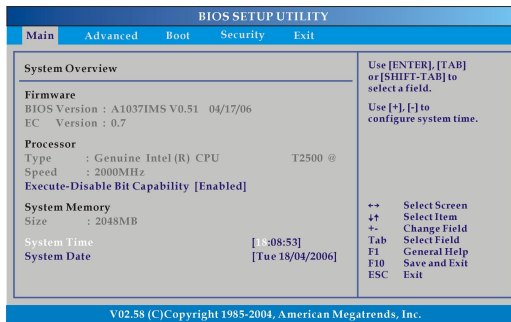 BIOS SETUP UTILITY
Main Advanced Boot Security Exit
System Overview
Firmware
BIOS Version : A1037IMS V0.51 04/17/06
EC Version : 0.7
Processor
Type : Genuine Intel (R) CPU T2500 @
Speed : 2000MHz
Execute-Disable Bit Capability [Enabled]
System Memory
Size : 2048MB
System Time [18:08:53]
System Date [Tue 18/04/2006]
Use [ENTER], [TAB]
or [SHIFT-TAB] to
select a field.
Use [+], [-] to
configure system time.
←→ Select Screen
↓↑ Select Item
+- Change Field
Tab Select Field
F1 General Help
F10 Save and Exit
ESC Exit
V02.58 (C)Copyright 1985-2004, American Megatrends, Inc.